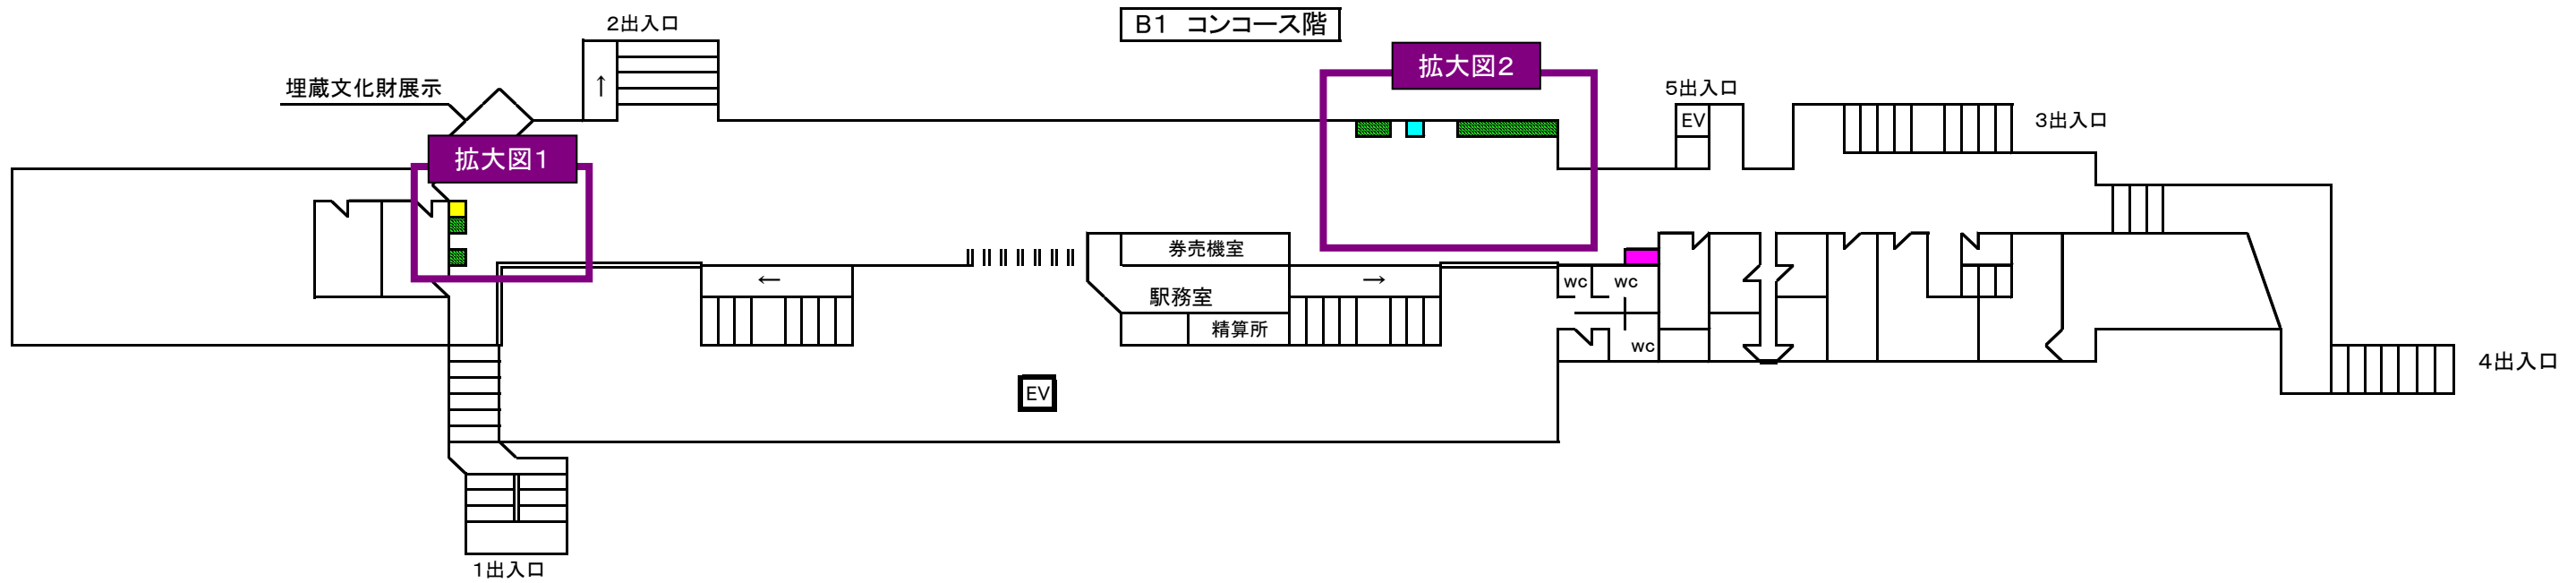 B1 コンコース階
2出入口
拡大図2
埋蔵文化財展示
↑
5出入口
EV
3出入口
拡大図1
券売機室
←
→
駅務室
wc
wc
精算所
wc
4出入口
EV
1出入口